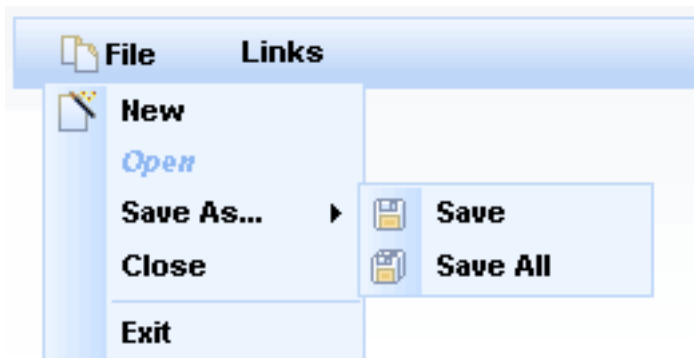 File Links
New
Open
Save As...
Save
Close
Save All
Exit